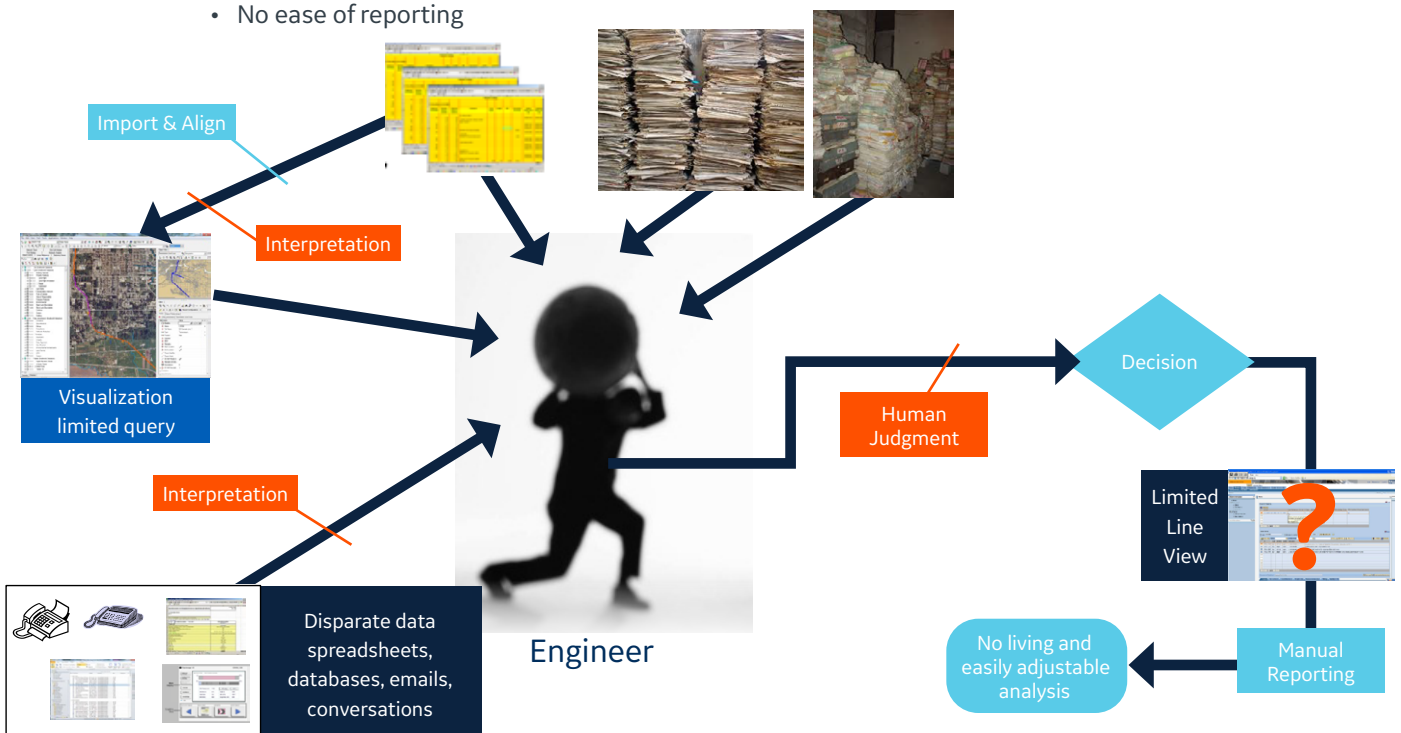 • No ease of reporting
Import & Align
Interpretation
Visualization
limited query
Decision
Human
Judgment
Interpretation
Limited
Line
View
?
Disparate data
spreadsheets,
databases, emails,
conversations
Engineer
No living and
easily adjustable
analysis
Manual
Reporting